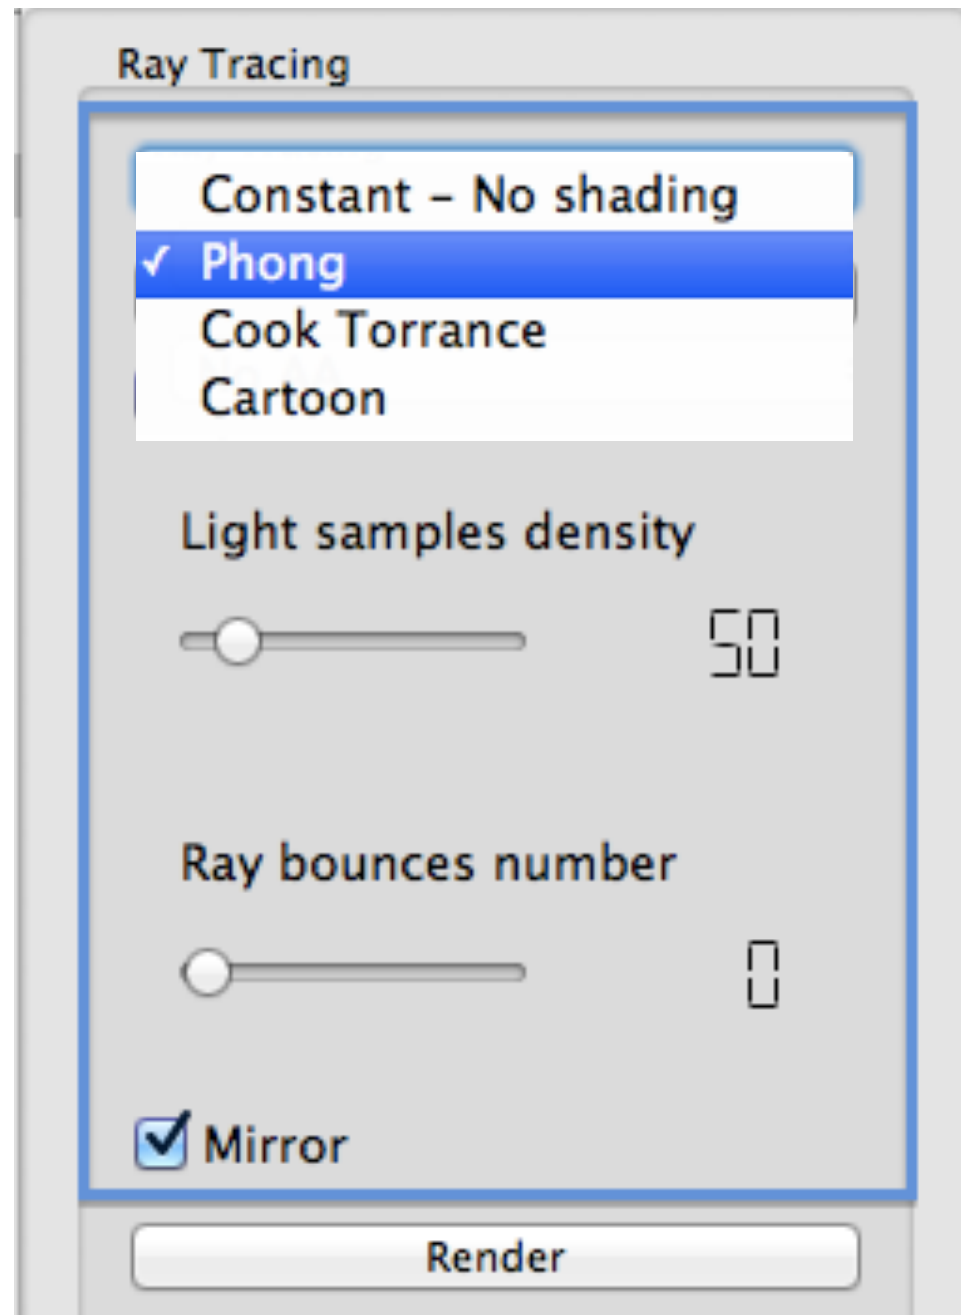 Ray Tracing
Constant – No shading
✓ Phong
Cook Torrance
Cartoon
Light samples density
50
Ray bounces number
0
Mirror
Render